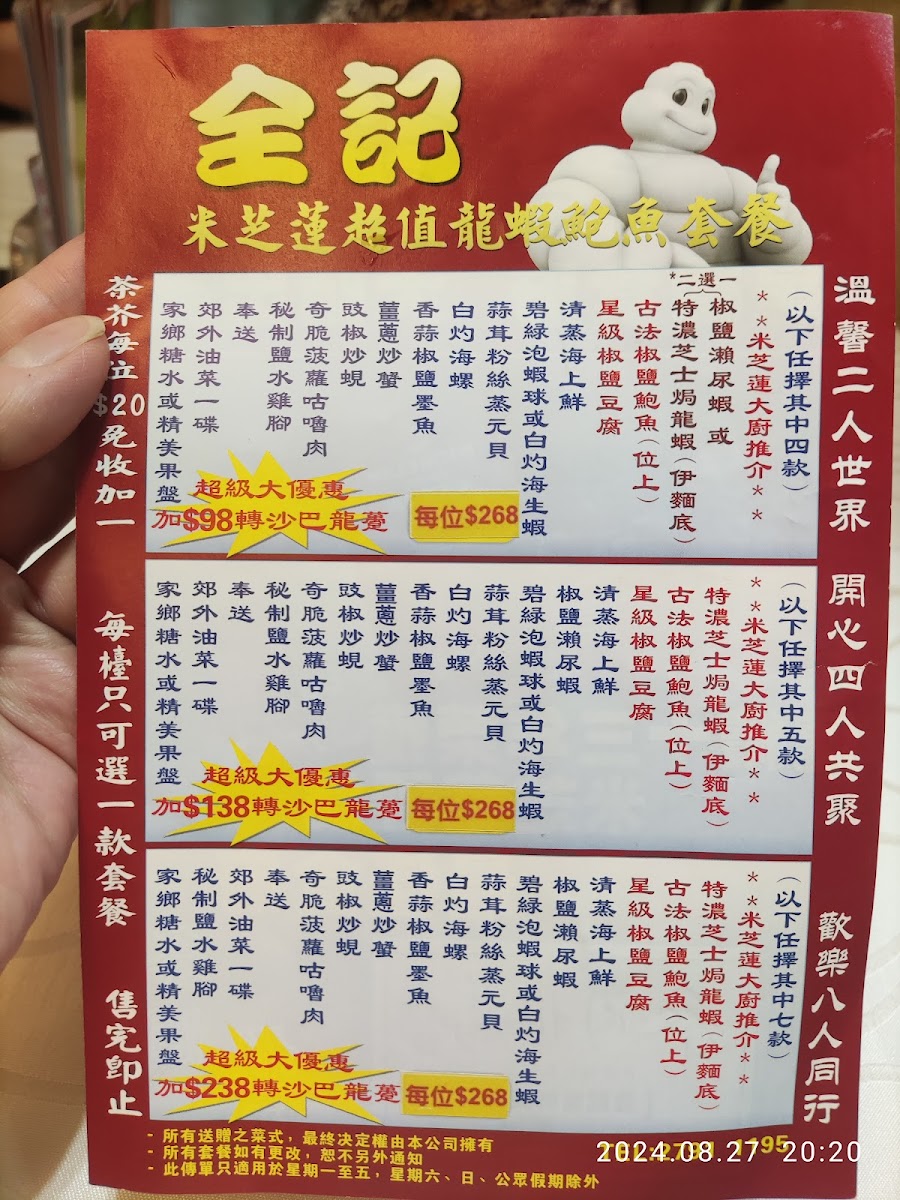 全記
米芝蓮超值龍蝦鮑魚套餐
溫馨二人世界
(以下任擇其中四款)
**米芝蓮大廚推介**
*二選一
椒鹽瀨尿蝦 或
特濃芝士焗龍蝦(伊麵底)
古法椒鹽鮑魚(位上)
星級椒鹽豆腐
清蒸海上鮮
碧綠泡蝦球或白灼海生蝦
蒜茸粉絲蒸元貝
白灼海螺
香蒜椒鹽墨魚
薑蔥炒蟹
豉椒炒蜆
奇脆菠蘿咕嚕肉
秘制鹽水雞腳
奉送
郊外油菜一碟
家鄉糖水或精美果盤
超級大優惠
加$98轉沙巴龍躉
每位$268
開心四人共聚
(以下任擇其中五款)
**米芝蓮大廚推介**
特濃芝士焗龍蝦(伊麵底)
古法椒鹽鮑魚(位上)
星級椒鹽豆腐
清蒸海上鮮
椒鹽瀨尿蝦
碧綠泡蝦球或白灼海生蝦
蒜茸粉絲蒸元貝
白灼海螺
香蒜椒鹽墨魚
薑蔥炒蟹
豉椒炒蜆
奇脆菠蘿咕嚕肉
秘制鹽水雞腳
奉送
郊外油菜一碟
家鄉糖水或精美果盤
超級大優惠
加$138轉沙巴龍躉
每位$268
歡樂八人同行
(以下任擇其中七款)
**米芝蓮大廚推介**
特濃芝士焗龍蝦(伊麵底)
古法椒鹽鮑魚(位上)
星級椒鹽豆腐
清蒸海上鮮
椒鹽瀨尿蝦
碧綠泡蝦球或白灼海生蝦
蒜茸粉絲蒸元貝
白灼海螺
香蒜椒鹽墨魚
薑蔥炒蟹
豉椒炒蜆
奇脆菠蘿咕嚕肉
奉送
郊外油菜一碟
秘制鹽水雞腳
家鄉糖水或精美果盤
超級大優惠
加$238轉沙巴龍躉
每位$268
茶芥每位$20免收加一
每檯只可選一款套餐
售完即止
- 所有送贈之菜式，最終決定權由本公司擁有
- 所有套餐如有更改，恕不另外通知
- 此傳單只適用於星期一至五，星期六、日、公眾假期除外
1195
2024.08.27 20:20